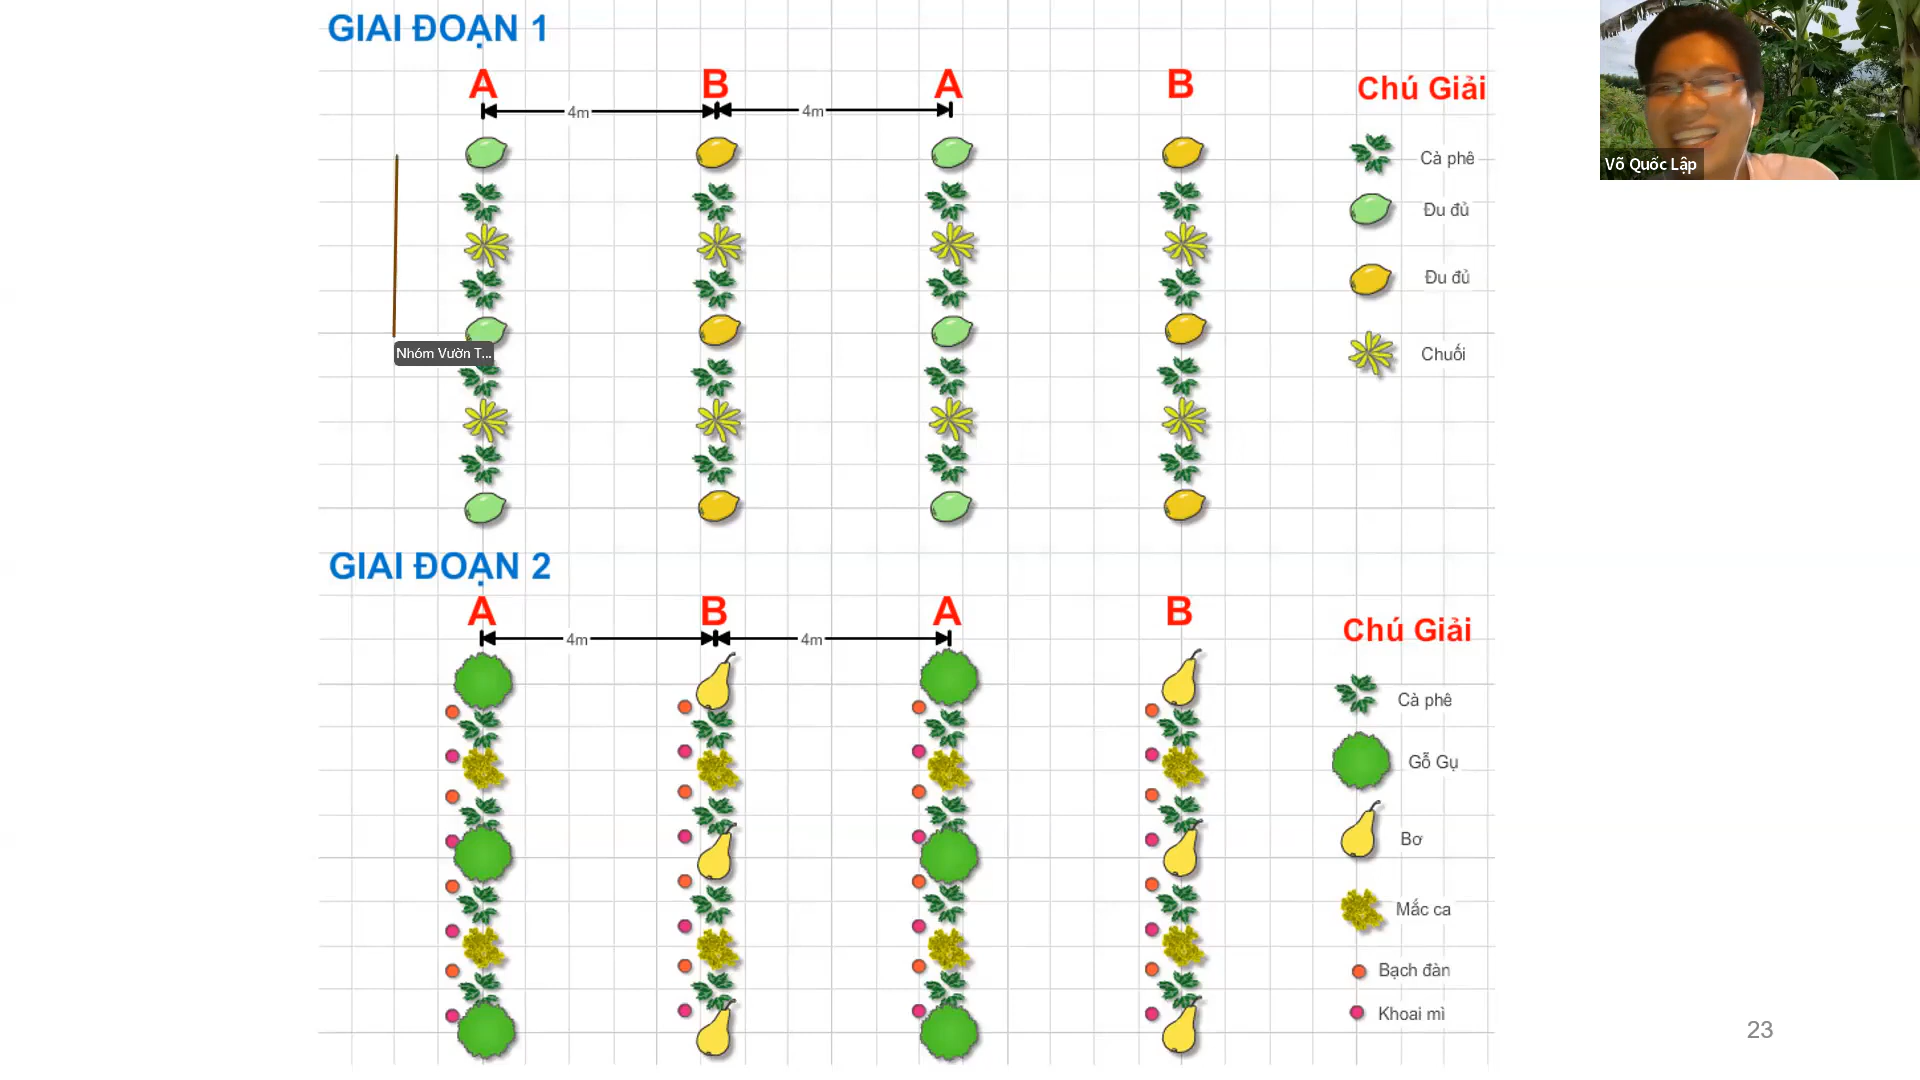 GIAI ĐOẠN 1
A B A B
4m 4m
Chú Giải
Cà phê
Đu đủ
Đu đủ
Chuối
Nhóm Vườn T...
Võ Quốc Lập
GIAI ĐOẠN 2
A B A B
4m 4m
Chú Giải
Cà phê
Gỗ Gụ
Bơ
Mắc ca
Bạch đàn
Khoai mì
23